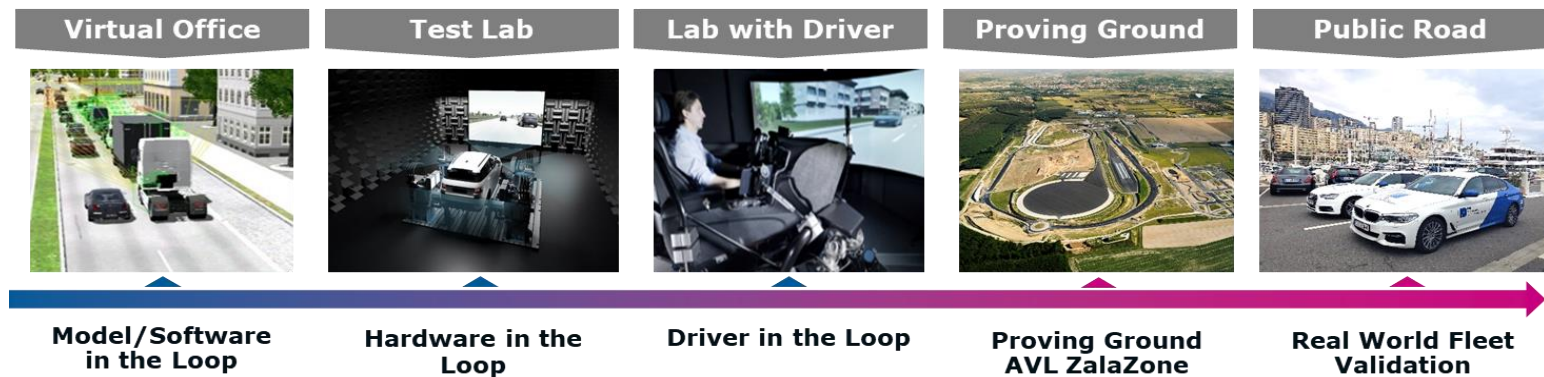 Virtual Office
Test Lab
Lab with Driver
Proving Ground
Public Road
Model/Software
in the Loop
Hardware in the
Loop
Driver in the Loop
Proving Ground
AVL ZalaZone
Real World Fleet
Validation